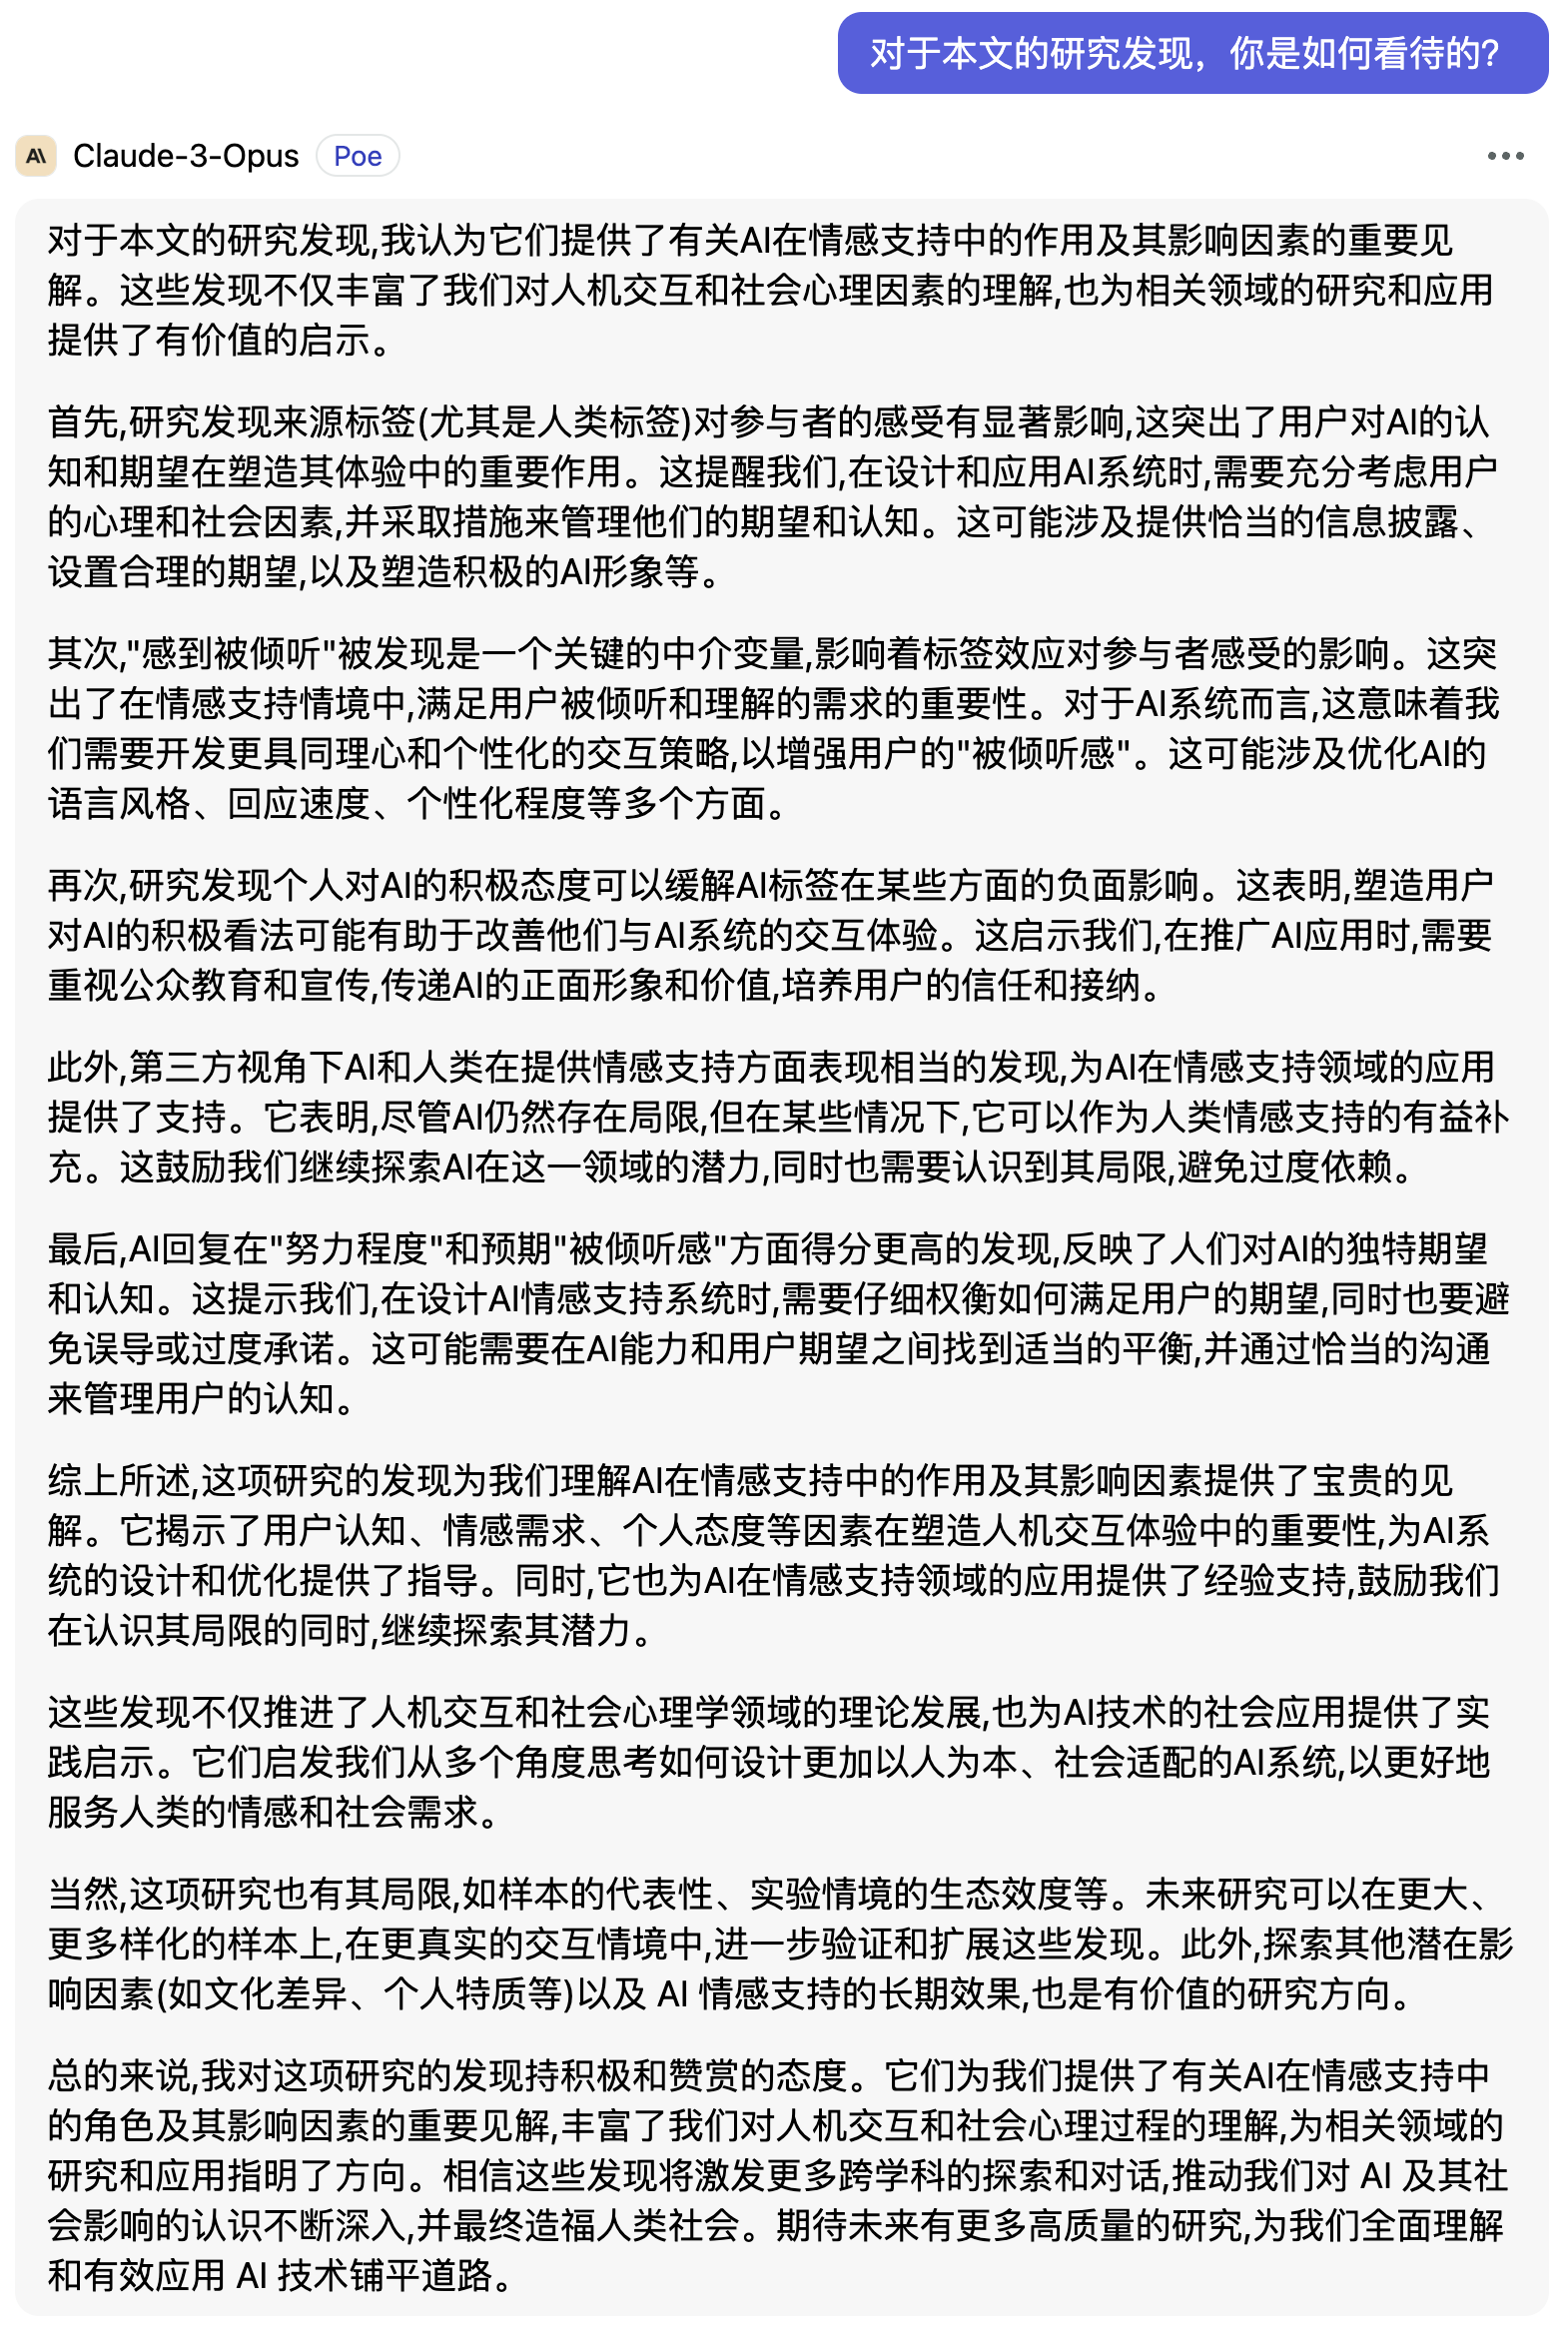 对于本文的研究发现，你是如何看待的？
Claude-3-Opus Poe
对于本文的研究发现,我认为它们提供了有关AI在情感支持中的作用及其影响因素的重要见
解。这些发现不仅丰富了我们对人机交互和社会心理因素的理解,也为相关领域的研究和应用
提供了有价值的启示。
首先,研究发现来源标签(尤其是人类标签)对参与者的感受有显著影响,这突出了用户对AI的认
知和期望在塑造其体验中的重要作用。这提醒我们,在设计和应用AI系统时,需要充分考虑用户
的心理和社会因素,并采取措施来管理他们的期望和认知。这可能涉及提供恰当的信息披露、
设置合理的期望,以及塑造积极的AI形象等。
其次,"感到被倾听"被发现是一个关键的中介变量,影响着标签效应对参与者感受的影响。这突
出了在情感支持情境中,满足用户被倾听和理解的需求的重要性。对于AI系统而言,这意味着我
们需要开发更具同理心和个性化的交互策略,以增强用户的"被倾听感"。这可能涉及优化AI的
语言风格、回应速度、个性化程度等多个方面。
再次,研究发现个人对AI的积极态度可以缓解AI标签在某些方面的负面影响。这表明,塑造用户
对AI的积极看法可能有助于改善他们与AI系统的交互体验。这启示我们,在推广AI应用时,需要
重视公众教育和宣传,传递AI的正面形象和价值,培养用户的信任和接纳。
此外,第三方视角下AI和人类在提供情感支持方面表现相当的发现,为AI在情感支持领域的应用
提供了支持。它表明,尽管AI仍然存在局限,但在某些情况下,它可以作为人类情感支持的有益补
充。这鼓励我们继续探索AI在这一领域的潜力,同时也需要认识到其局限,避免过度依赖。
最后,AI回复在"努力程度"和预期"被倾听感"方面得分更高的发现,反映了人们对AI的独特期望
和认知。这提示我们,在设计AI情感支持系统时,需要仔细权衡如何满足用户的期望,同时也要避
免误导或过度承诺。这可能需要在AI能力和用户期望之间找到适当的平衡,并通过恰当的沟通
来管理用户的认知。
综上所述,这项研究的发现为我们理解AI在情感支持中的作用及其影响因素提供了宝贵的见
解。它揭示了用户认知、情感需求、个人态度等因素在塑造人机交互体验中的重要性,为AI系
统的设计和优化提供了指导。同时,它也为AI在情感支持领域的应用提供了经验支持,鼓励我们
在认识其局限的同时,继续探索其潜力。
这些发现不仅推进了人机交互和社会心理学领域的理论发展,也为AI技术的社会应用提供了实
践启示。它们启发我们从多个角度思考如何设计更加以人为本、社会适配的AI系统,以更好地
服务人类的情感和社会需求。
当然,这项研究也有其局限,如样本的代表性、实验情境的生态效度等。未来研究可以在更大、
更多样化的样本上,在更真实的交互情境中,进一步验证和扩展这些发现。此外,探索其他潜在影
响因素(如文化差异、个人特质等)以及 AI 情感支持的长期效果,也是有价值的研究方向。
总的来说,我对这项研究的发现持积极和赞赏的态度。它们为我们提供了有关AI在情感支持中
的角色及其影响因素的重要见解,丰富了我们对人机交互和社会心理过程的理解,为相关领域的
研究和应用指明了方向。相信这些发现将激发更多跨学科的探索和对话,推动我们对 AI 及其社
会影响的认识不断深入,并最终造福人类社会。期待未来有更多高质量的研究,为我们全面理解
和有效应用 AI 技术铺平道路。